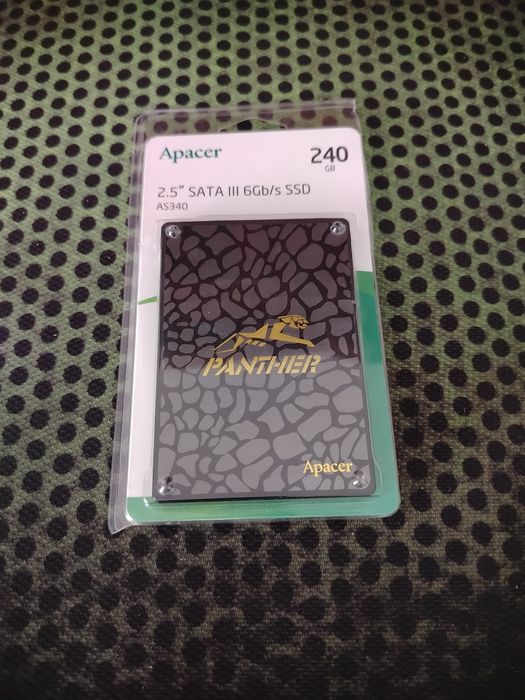 Apacer
240
GB
2.5" SATA III 6Gb/s SSD
AS340
PANTHER
Apacer